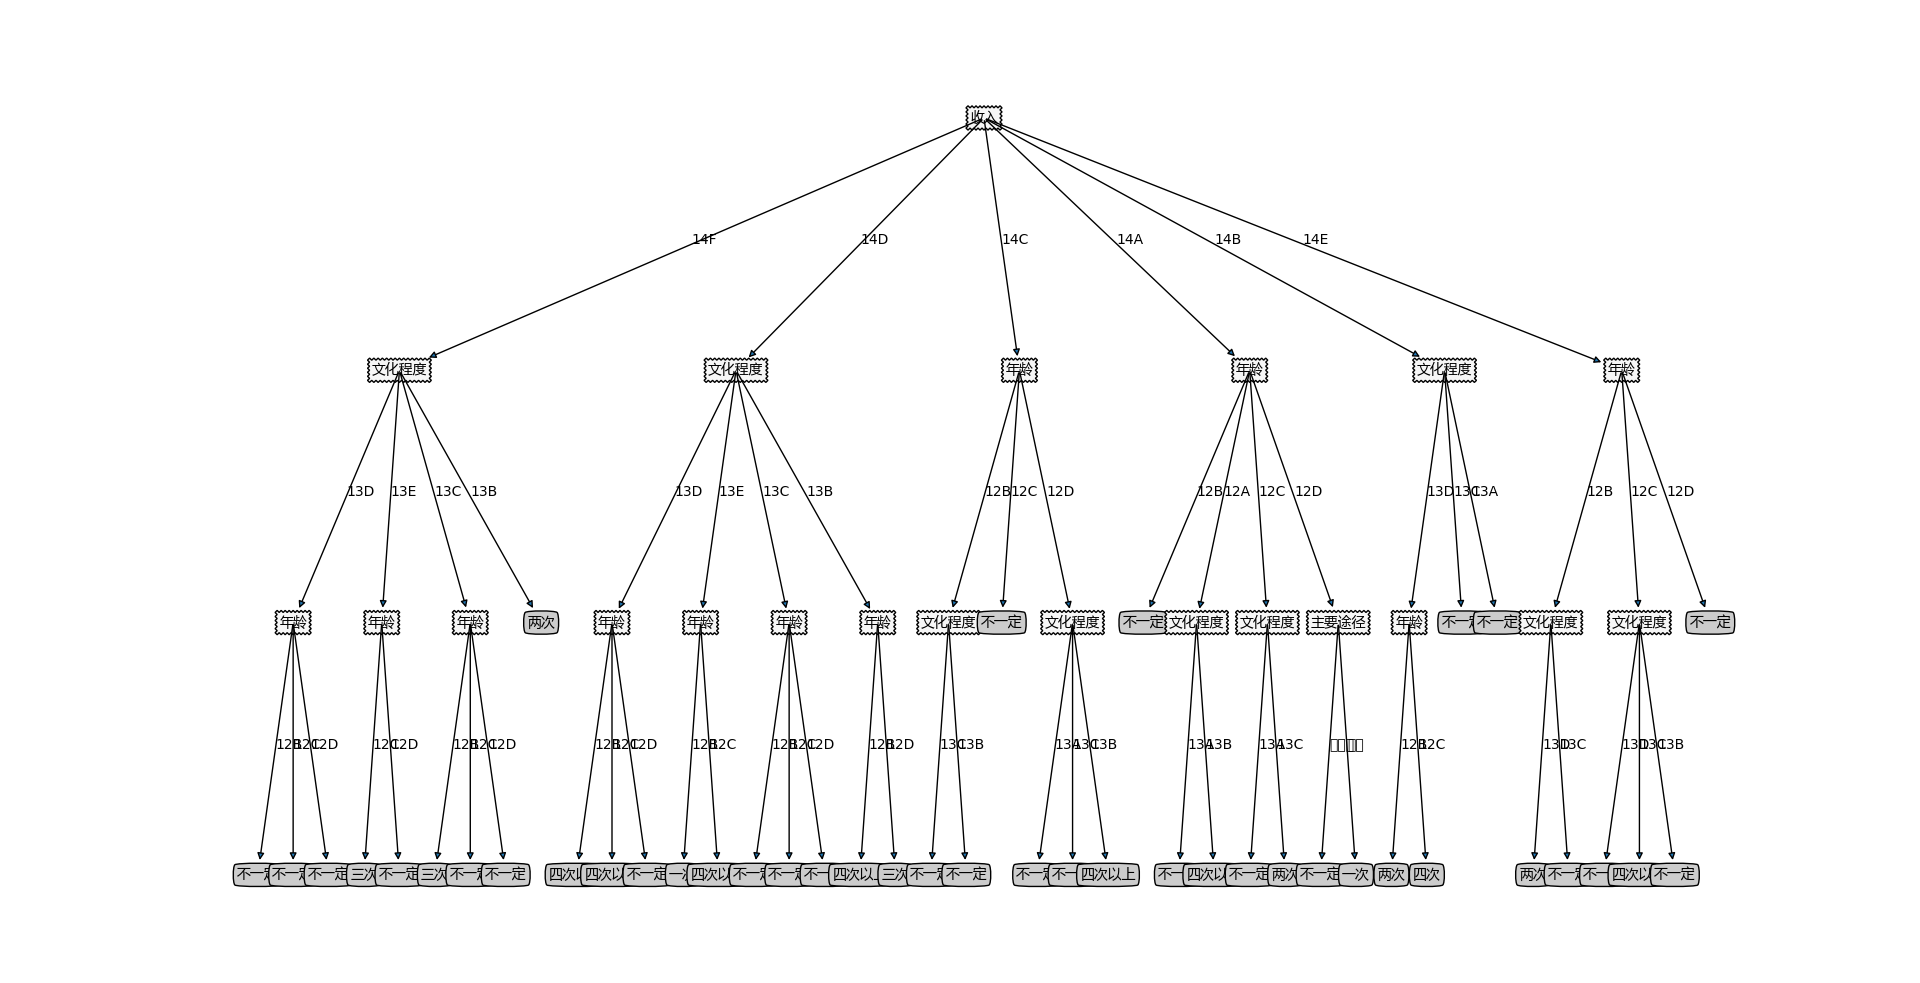 收入
14F 14D 14C 14A 14B 14E
文化程度 文化程度 年龄 年龄 文化程度 年龄
13D 13E 13C 13B 13D 13E 13C 13B 12B 12C 12D 12B 12A 12C 12D 13D 13C 13A 12B 12C 12D
年龄 年龄 年龄 两次 年龄 年龄 年龄 年龄 文化程度 不一定 文化程度 不一定 文化程度 文化程度 主要途径 年龄 不一定 不一定 文化程度 文化程度 不一定
12B 12C 12D 12C 12D 12B 12C 12D 12B 12C 12D 12B 12C 12B 12C 12D 12B 12D 13C 13B 13A 13C 13B 13A 13B 13A 13C 12B 12C 13D 13C 13D 13C 13B
不一定 不一定 不一定 三次 不一定 三次 不一定 不一定 四次以 四次以 不一定 一次 四次以 不一定 不一定 不一 四次以上 三次 不一定 不一定 不一定 不一 四次以上 不一 四次以 不一定 两次 不一定 一次 两次 四次 两次 不一定 不一 四次以 不一定